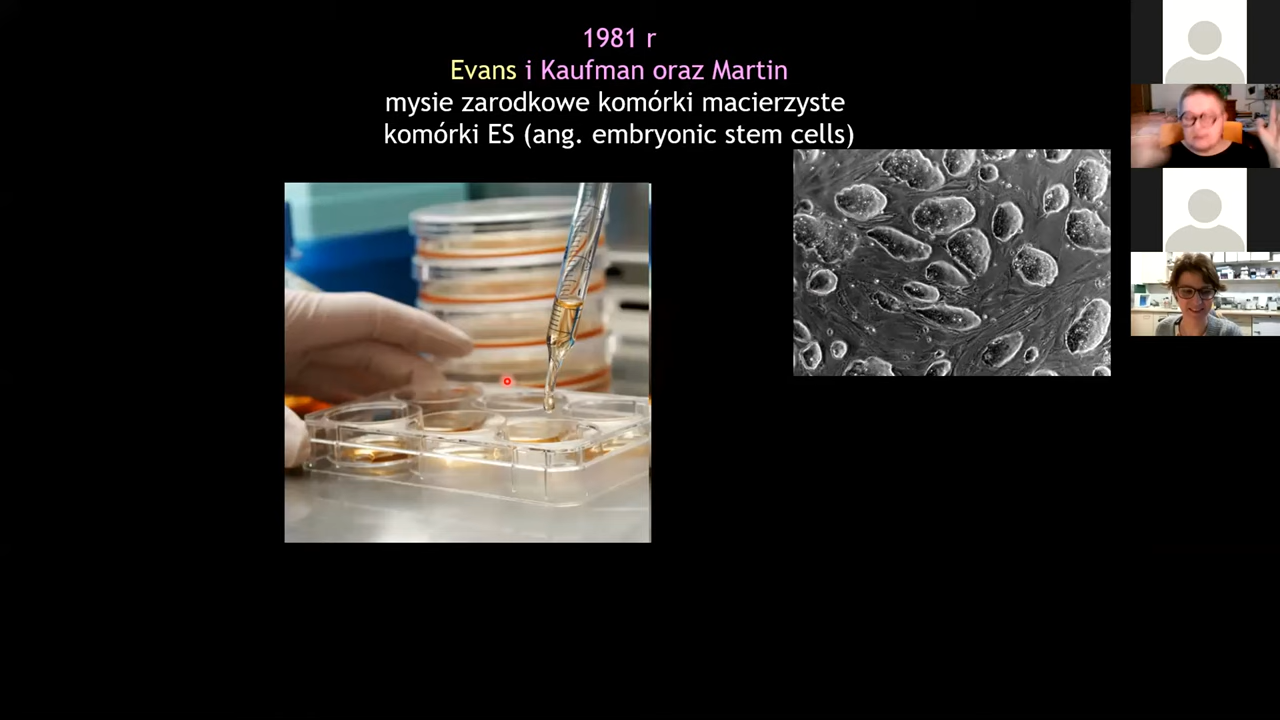 1981 r
Evans i Kaufman oraz Martin
mysie zarodkowe komórki macierzyste
komórki ES (ang. embryonic stem cells)